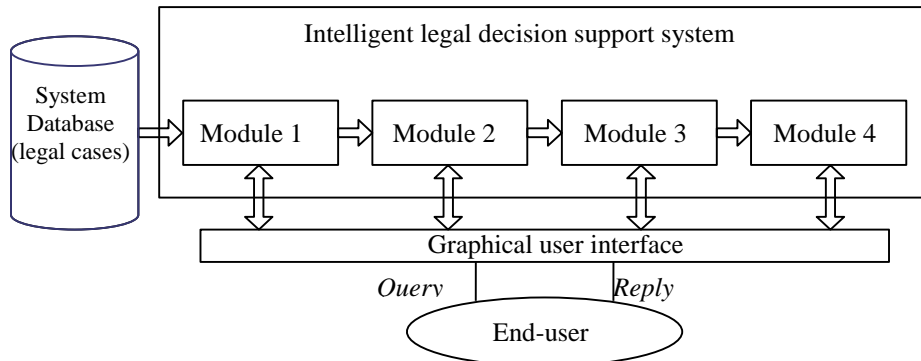 Intelligent legal decision support system
System
Database
(legal cases)
Module 1
Module 2
Module 3
Module 4
Graphical user interface
Query
Reply
End-user